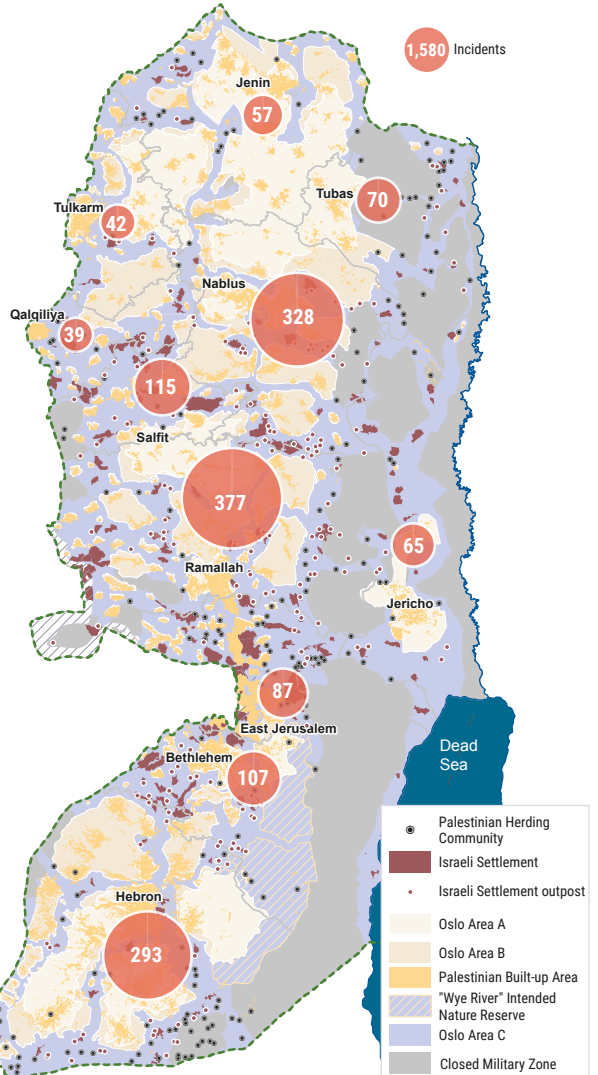 1,580 Incidents
Jenin
57
Tubas
70
Tulkarm
42
Nablus
328
Qalqiliya
39
115
Salfit
377
Ramallah
65
Jericho
87
East Jerusalem
Bethlehem
107
Dead
Sea
Hebron
293
Palestinian Herding
Community
Israeli Settlement
Israeli Settlement outpost
Oslo Area A
Oslo Area B
Palestinian Built-up Area
"Wye River" Intended
Nature Reserve
Oslo Area C
Closed Military Zone